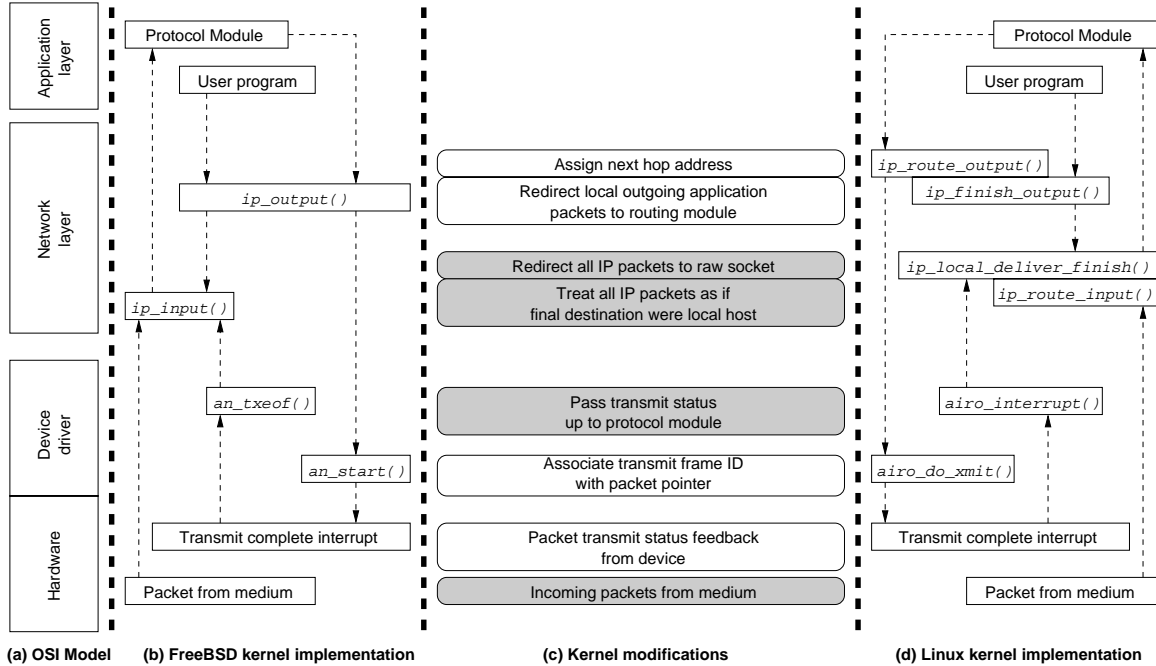 Application
layer
Network
layer
Device
driver
Hardware
(a) OSI Model
Protocol Module
User program
ip_output()
ip_input()
an_txeof()
an_start()
Transmit complete interrupt
Packet from medium
(b) FreeBSD kernel implementation
Assign next hop address
Redirect local outgoing application
packets to routing module
Redirect all IP packets to raw socket
Treat all IP packets as if
final destination were local host
Pass transmit status
up to protocol module
Associate transmit frame ID
with packet pointer
Packet transmit status feedback
from device
Incoming packets from medium
(c) Kernel modifications
Protocol Module
User program
ip_route_output()
ip_finish_output()
ip_local_deliver_finish()
ip_route_input()
airo_interrupt()
airo_do_xmit()
Transmit complete interrupt
Packet from medium
(d) Linux kernel implementation